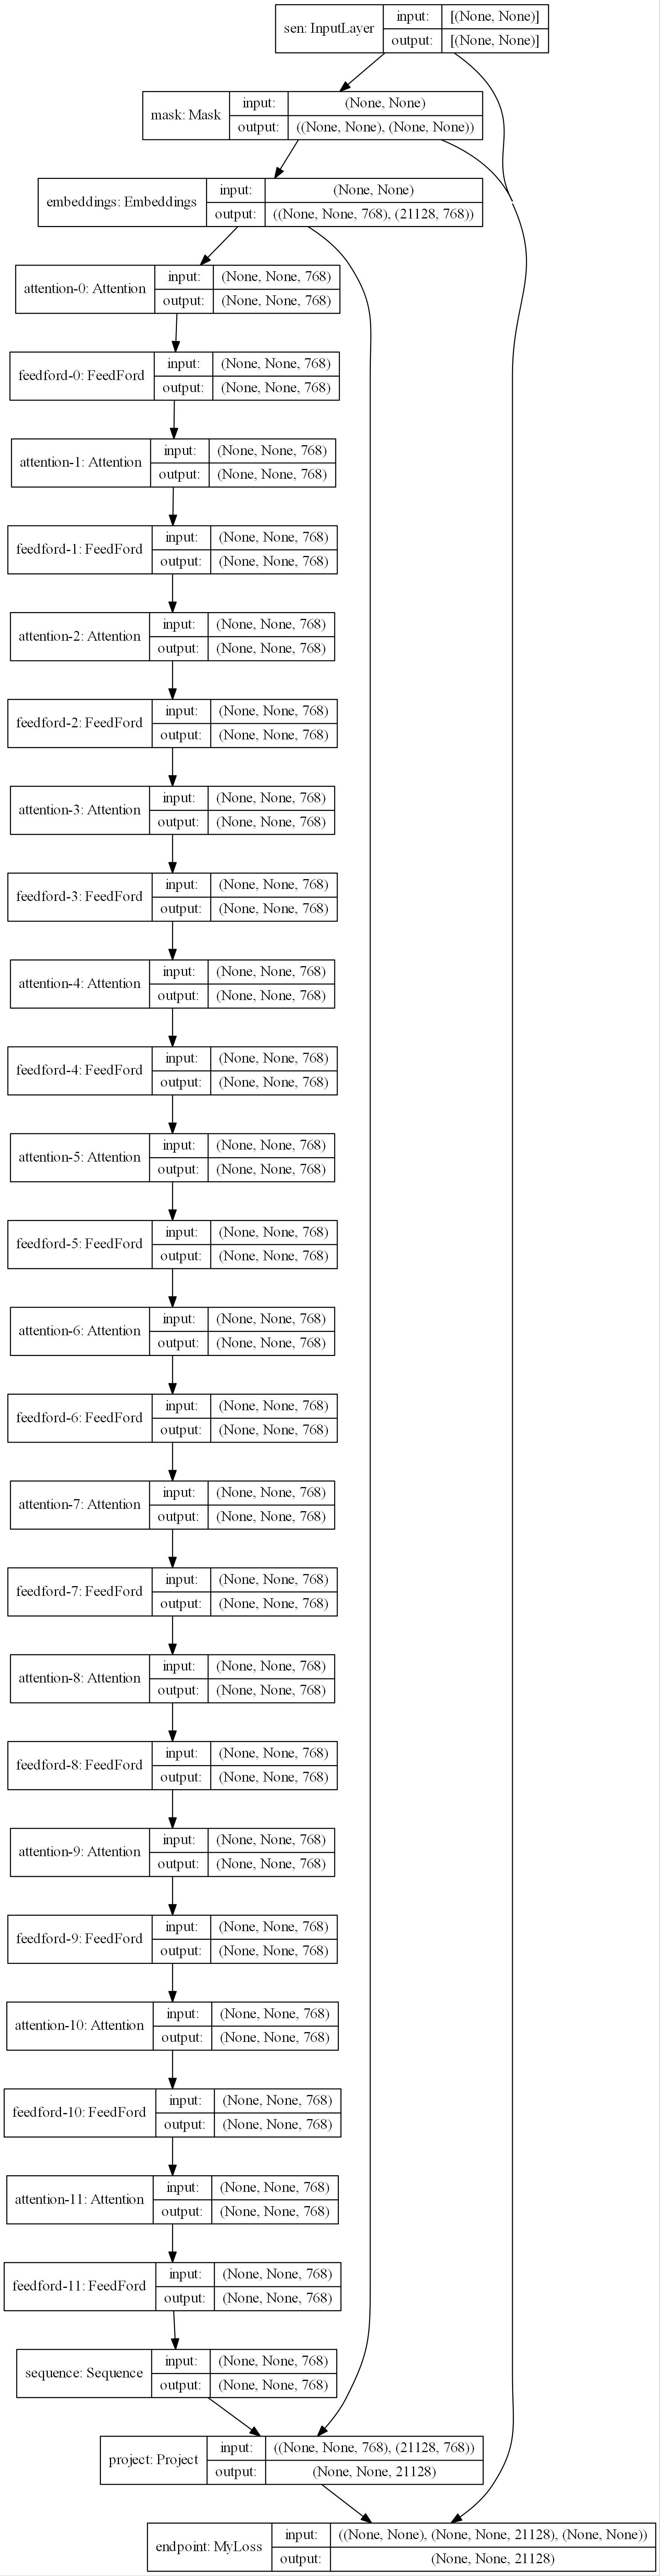 sen: InputLayer input: [(None, None)]
output: [(None, None)]
mask: Mask input: (None, None)
output: ((None, None), (None, None))
embeddings: Embeddings input: (None, None)
output: ((None, None, 768), (21128, 768))
attention-0: Attention input: (None, None, 768)
output: (None, None, 768)
feedford-0: FeedFord input: (None, None, 768)
output: (None, None, 768)
attention-1: Attention input: (None, None, 768)
output: (None, None, 768)
feedford-1: FeedFord input: (None, None, 768)
output: (None, None, 768)
attention-2: Attention input: (None, None, 768)
output: (None, None, 768)
feedford-2: FeedFord input: (None, None, 768)
output: (None, None, 768)
attention-3: Attention input: (None, None, 768)
output: (None, None, 768)
feedford-3: FeedFord input: (None, None, 768)
output: (None, None, 768)
attention-4: Attention input: (None, None, 768)
output: (None, None, 768)
feedford-4: FeedFord input: (None, None, 768)
output: (None, None, 768)
attention-5: Attention input: (None, None, 768)
output: (None, None, 768)
feedford-5: FeedFord input: (None, None, 768)
output: (None, None, 768)
attention-6: Attention input: (None, None, 768)
output: (None, None, 768)
feedford-6: FeedFord input: (None, None, 768)
output: (None, None, 768)
attention-7: Attention input: (None, None, 768)
output: (None, None, 768)
feedford-7: FeedFord input: (None, None, 768)
output: (None, None, 768)
attention-8: Attention input: (None, None, 768)
output: (None, None, 768)
feedford-8: FeedFord input: (None, None, 768)
output: (None, None, 768)
attention-9: Attention input: (None, None, 768)
output: (None, None, 768)
feedford-9: FeedFord input: (None, None, 768)
output: (None, None, 768)
attention-10: Attention input: (None, None, 768)
output: (None, None, 768)
feedford-10: FeedFord input: (None, None, 768)
output: (None, None, 768)
attention-11: Attention input: (None, None, 768)
output: (None, None, 768)
feedford-11: FeedFord input: (None, None, 768)
output: (None, None, 768)
sequence: Sequence input: (None, None, 768)
output: (None, None, 768)
project: Project input: ((None, None, 768), (21128, 768))
output: (None, None, 21128)
endpoint: MyLoss input: ((None, None), (None, None, 21128), (None, None))
output: (None, None, 21128)